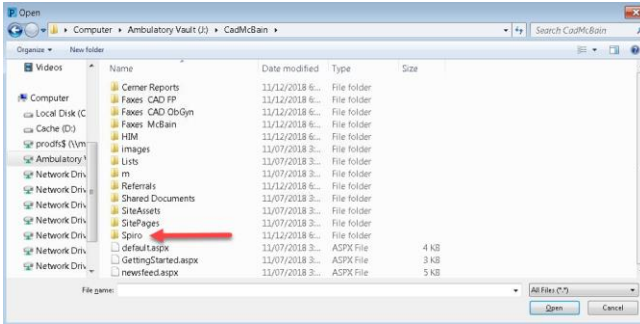 Open
Computer Ambulatory Vault (J:) CadMcBain Search CadMcBain
Organize New folder
Videos Name Date modified Type Size
Cerner Reports 11/12/2018 6:... File folder
Computer Faxes CAD FP 11/12/2018 6:... File folder
Local Disk (C Faxes CAD ObGyn 11/12/2018 6:... File folder
Cache (D:) Faxes McBain 11/12/2018 6:... File folder
prodfs$ (\\m HIM 11/12/2018 6:... File folder
Ambulatory images 11/07/2018 3:... File folder
Network Driv Lists 11/07/2018 3:... File folder
Network Driv m 11/07/2018 3:... File folder
Network Driv Referrals 11/12/2018 6:... File folder
Network Driv Shared Documents 11/07/2018 3:... File folder
Network Driv SiteAssets 11/07/2018 3:... File folder
Network Driv SitePages 11/07/2018 3:... File folder
Network Driv Spiro 11/12/2018 6:... File folder
default.aspx 11/07/2018 3:... ASPX File 4 KB
GettingStarted.aspx 11/07/2018 3:... ASPX File 3 KB
newsfeed.aspx 11/07/2018 3:... ASPX File 5 KB
File name: All Files (*.*)
Open Cancel